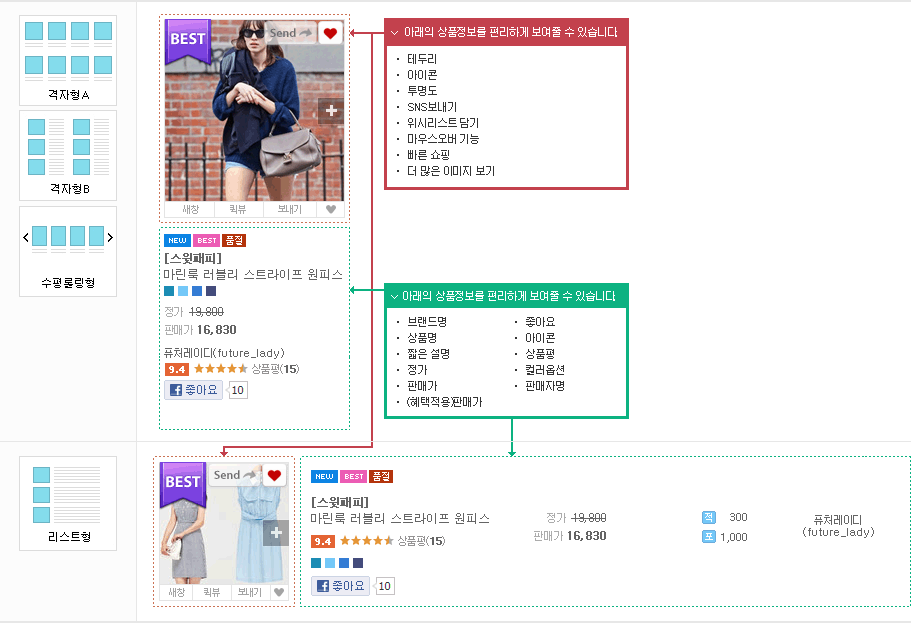 격자형A
격자형B
수평롤링형
BEST
Send
새창
퀵뷰
보내기
NEW BEST 품절
[스윗패피]
마린룩 러블리 스트라이프 원피스
정가 19,800
판매가 16,830
퓨처레이디(future_lady)
9.4 상품평(15)
좋아요 10
아래의 상품정보를 편리하게 보여줄 수 있습니다.
· 테두리
· 아이콘
· 투명도
· SNS보내기
· 위시리스트 담기
· 마우스오버 기능
· 빠른 쇼핑
· 더 많은 이미지 보기
아래의 상품정보를 편리하게 보여줄 수 있습니다.
· 브랜드명
· 상품명
· 짧은 설명
· 정가
· 판매가
· (혜택적용)판매가
· 좋아요
· 아이콘
· 상품평
· 컬러옵션
· 판매자명
리스트형
BEST
Send
새창
퀵뷰
보내기
NEW BEST 품절
[스윗패피]
마린룩 러블리 스트라이프 원피스
9.4 상품평(15)
좋아요 10
정가 19,800
판매가 16,830
적 300
포 1,000
퓨처레이디
(future_lady)